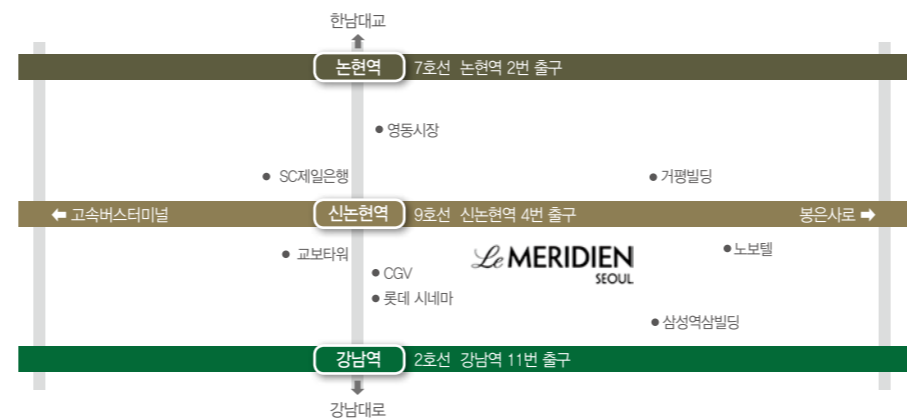 한남대교
논현역 7호선 논현역 2번 출구
영동시장
SC제일은행
거평빌딩
고속버스터미널 신논현역 9호선 신논현역 4번 출구 봉은사로
교보타워
Le MERIDIEN
SEOUL
노보텔
CGV
롯데 시네마
삼성역삼빌딩
강남역 2호선 강남역 11번 출구
강남대로